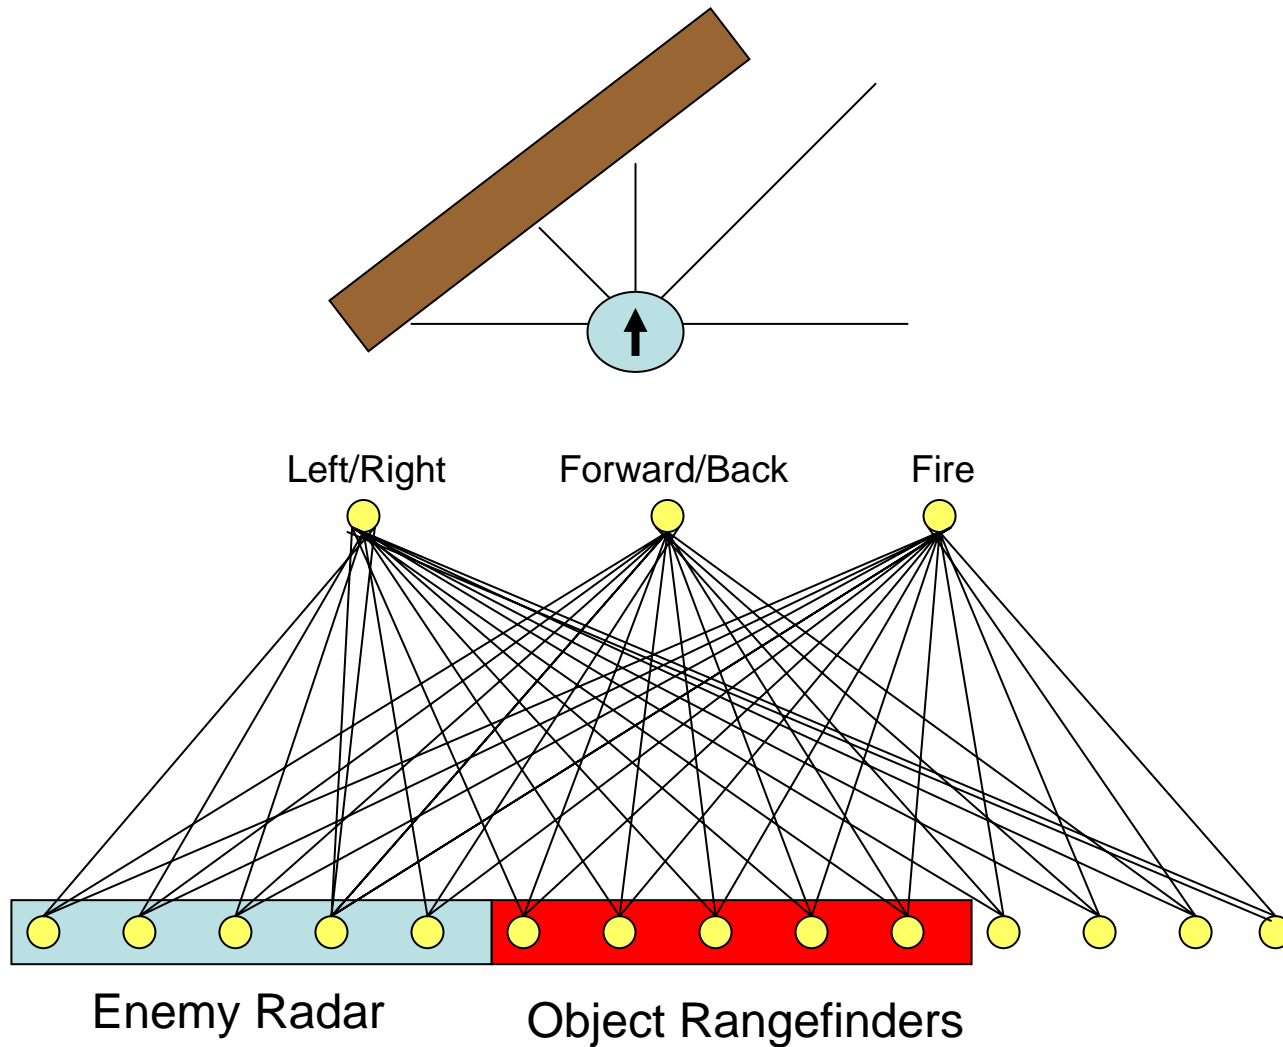 Left/Right
Forward/Back
Fire
Enemy Radar
Object Rangefinders